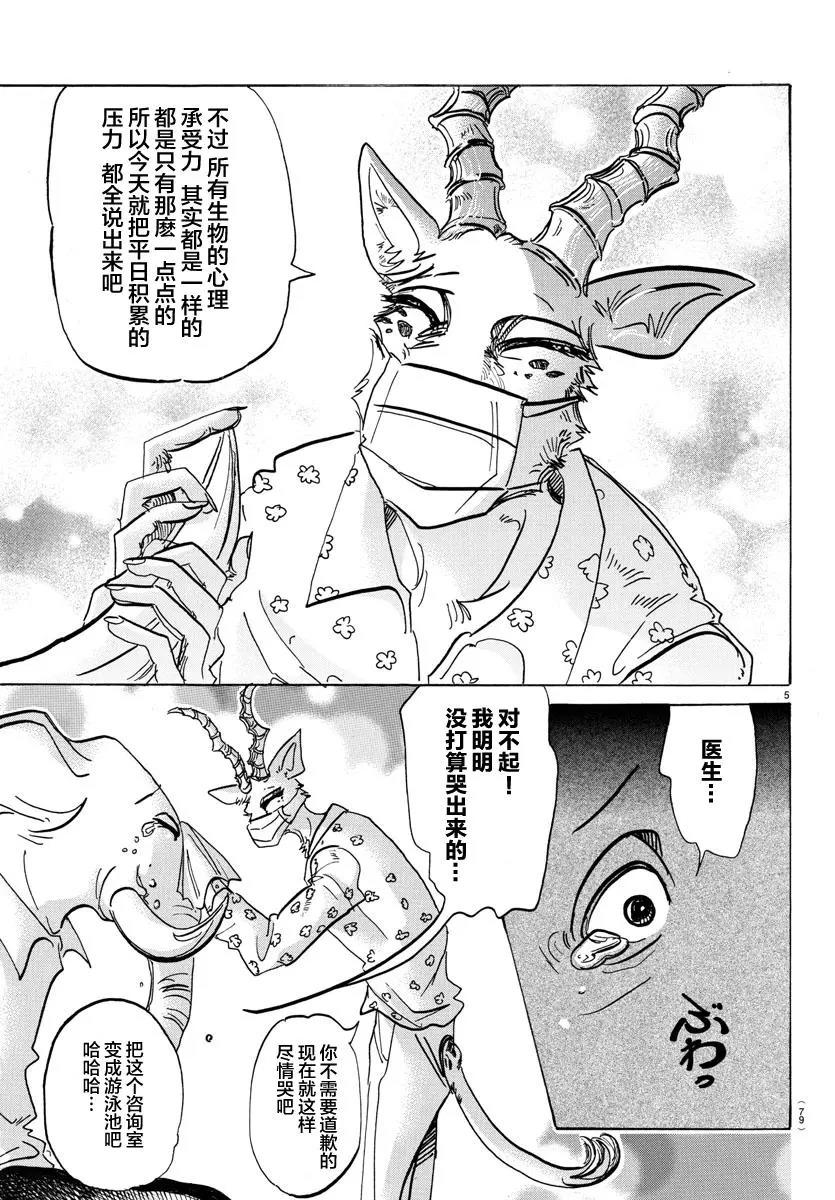 不过 所有生物的心理
承受力 其实都是一样的
都是只有那麽一点点的
所以今天就把平日积累的
压力 都全说出来吧
5
医生…
ぶわっ
对不起！
我明明
没打算哭出来的…
你不需要道歉
现在就这样
尽情哭吧
把这个咨询室
变成游泳池吧
哈哈哈…
(79)